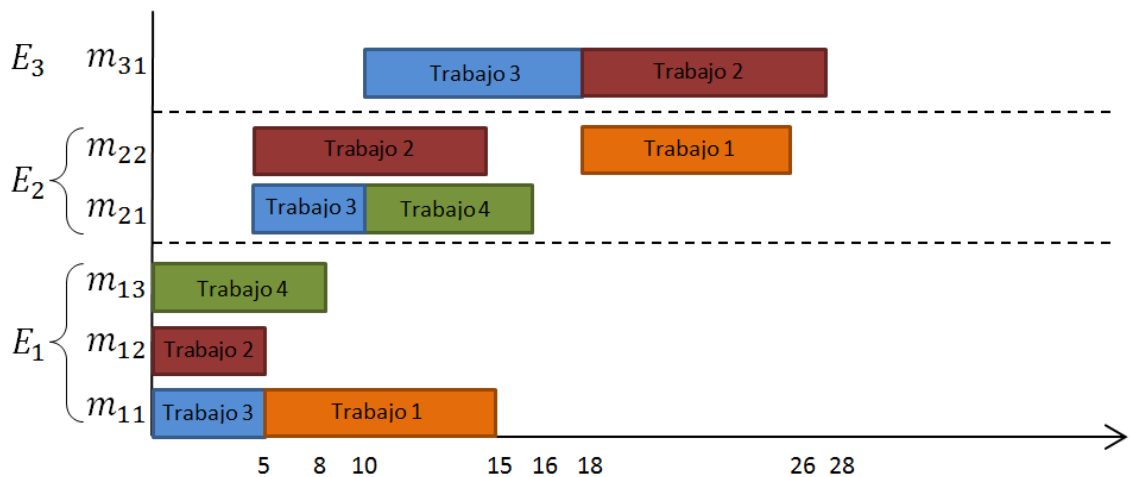 E3 m31 Trabajo 3 Trabajo 2
E2 m22 Trabajo 2 Trabajo 1
m21 Trabajo 3 Trabajo 4
m13 Trabajo 4
E1 m12 Trabajo 2
m11 Trabajo 3 Trabajo 1
5 8 10 15 16 18 26 28